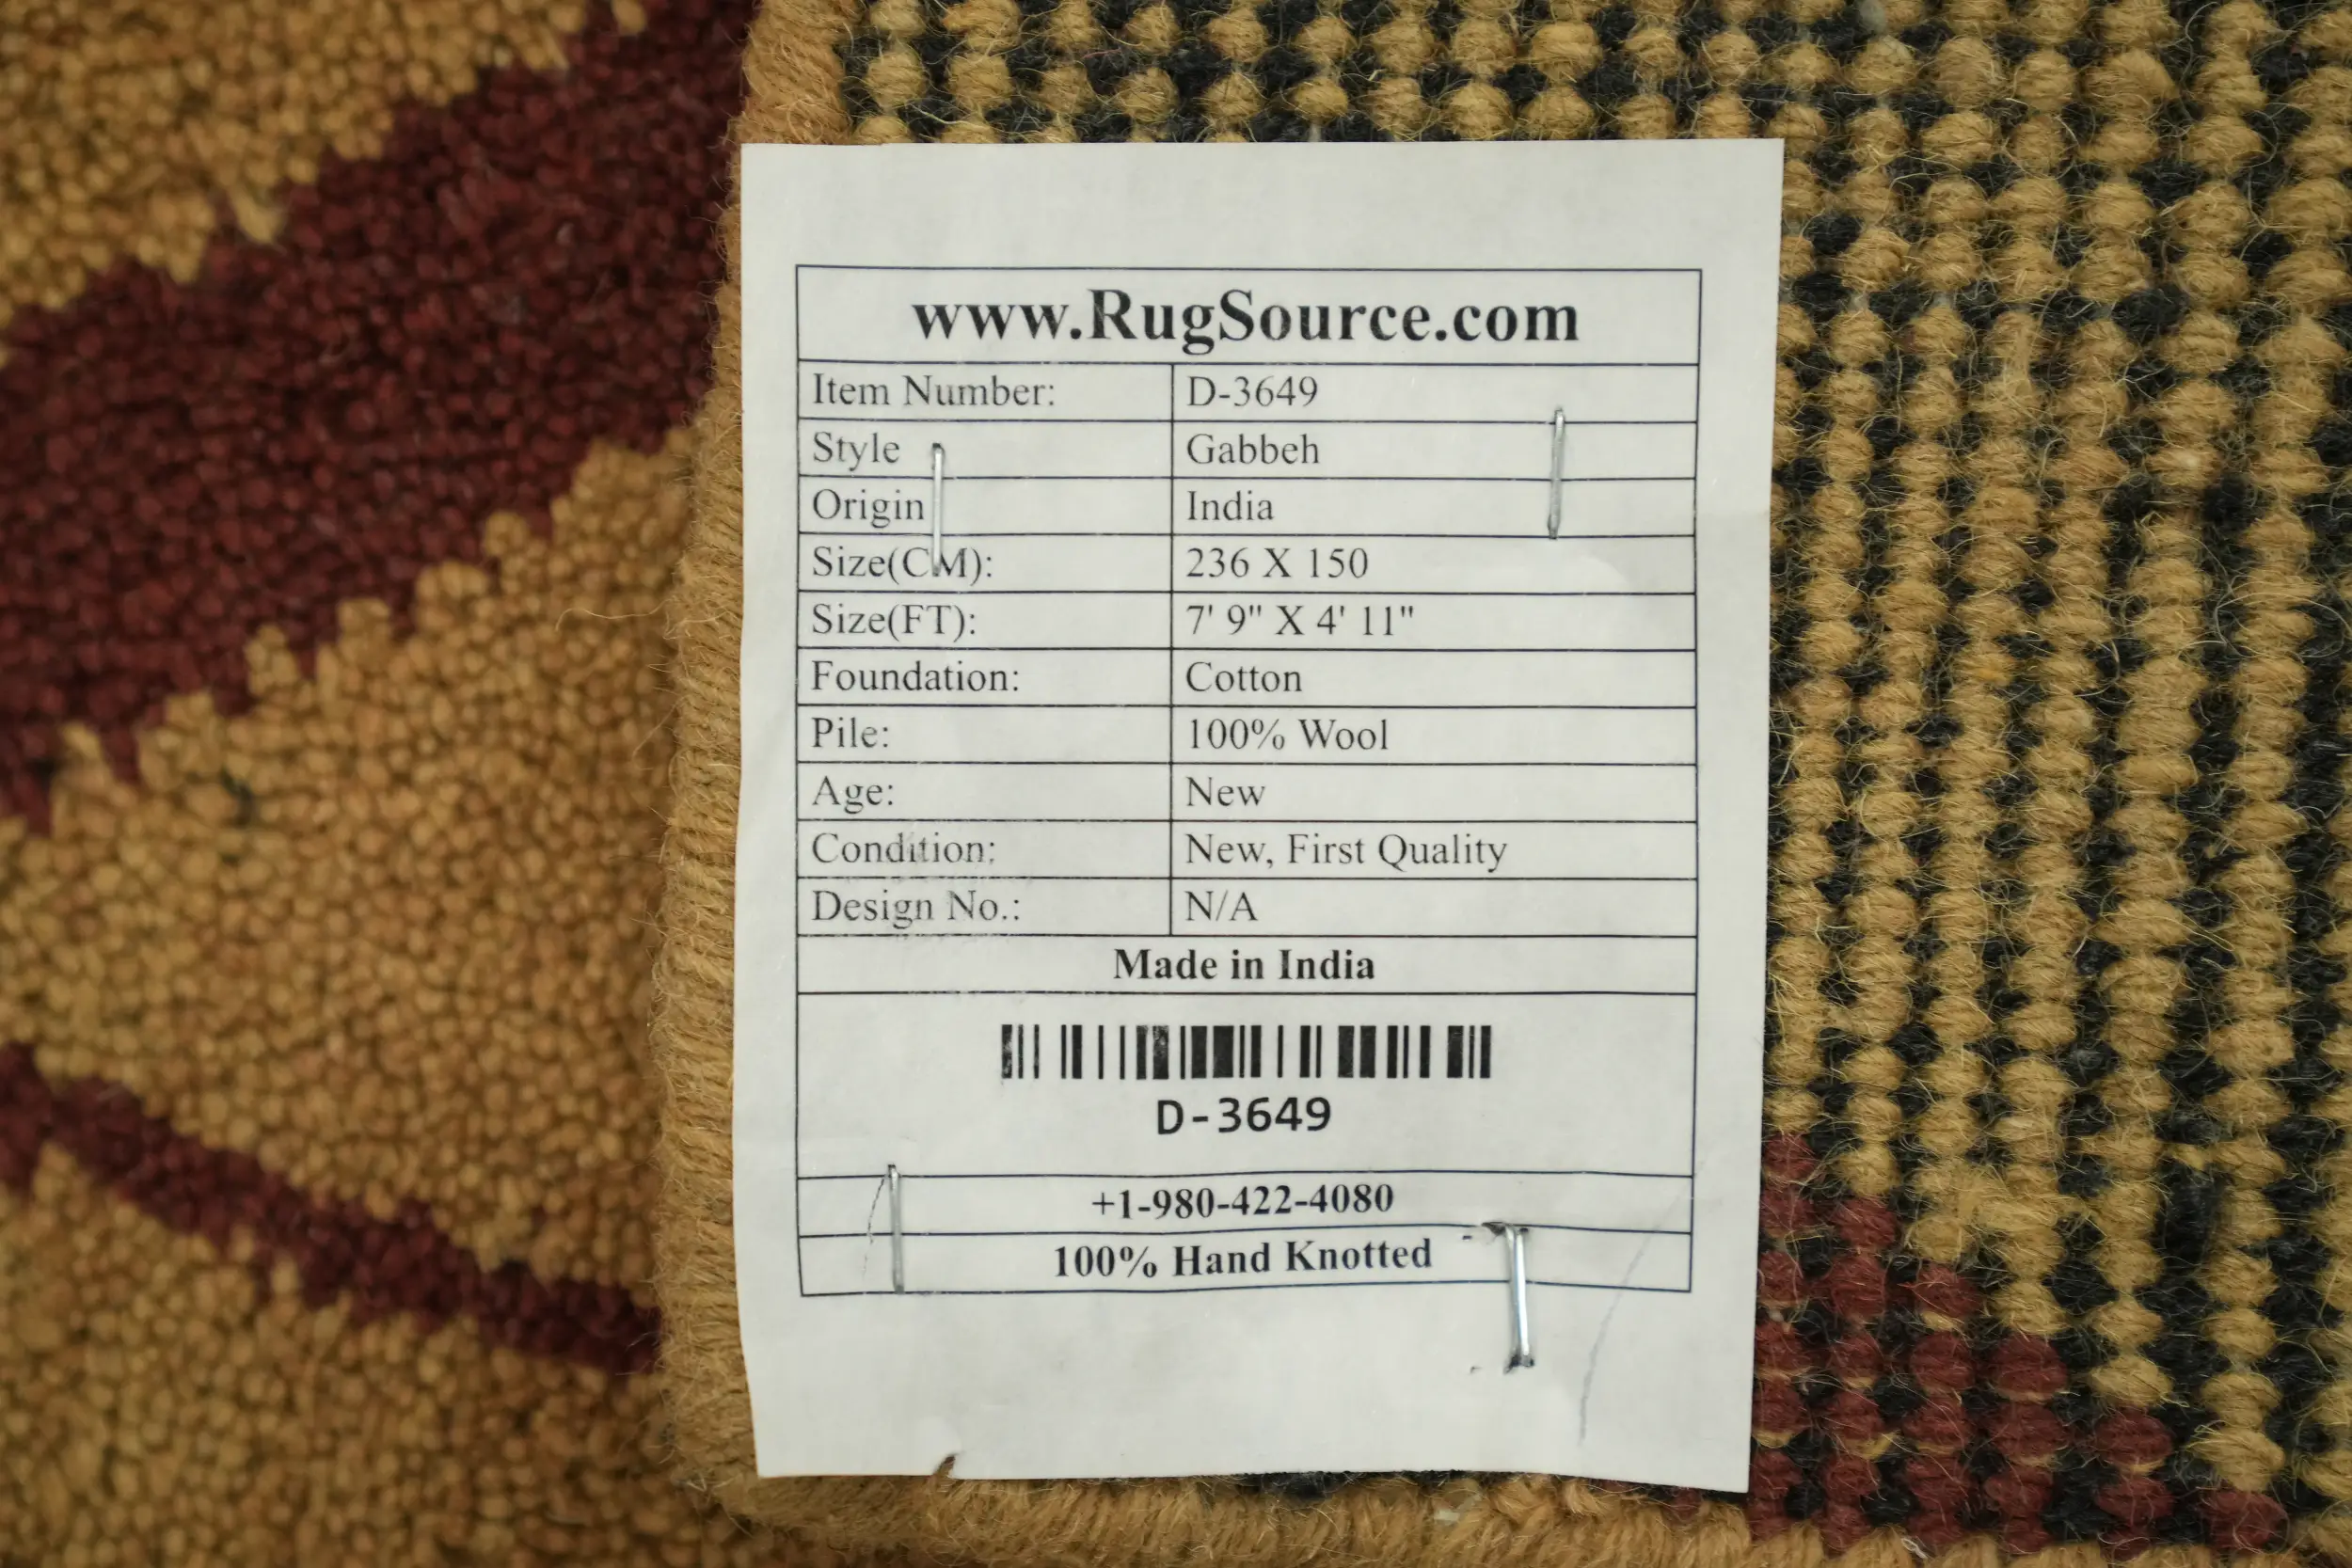 www.RugSource.com
Item Number: D-3649
Style Gabbeh
Origin India
Size(CM): 236 X 150
Size(FT): 7' 9" X 4' 11"
Foundation: Cotton
Pile: 100% Wool
Age: New
Condition: New, First Quality
Design No.: N/A
Made in India
D-3649
+1-980-422-4080
100% Hand Knotted